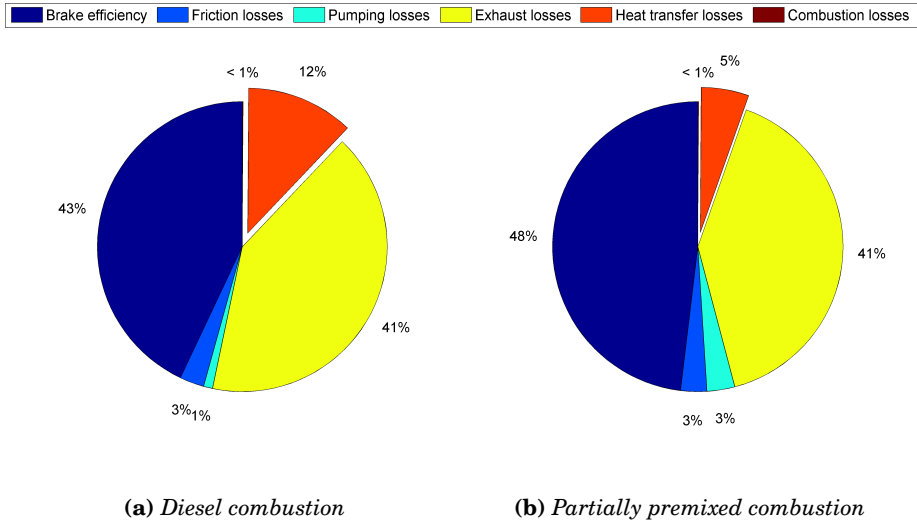 Brake efficiency Friction losses Pumping losses Exhaust losses Heat transfer losses Combustion losses
< 1% 12%
43%
41%
3% 1%
< 1% 5%
48%
41%
3% 3%
(a) Diesel combustion
(b) Partially premixed combustion